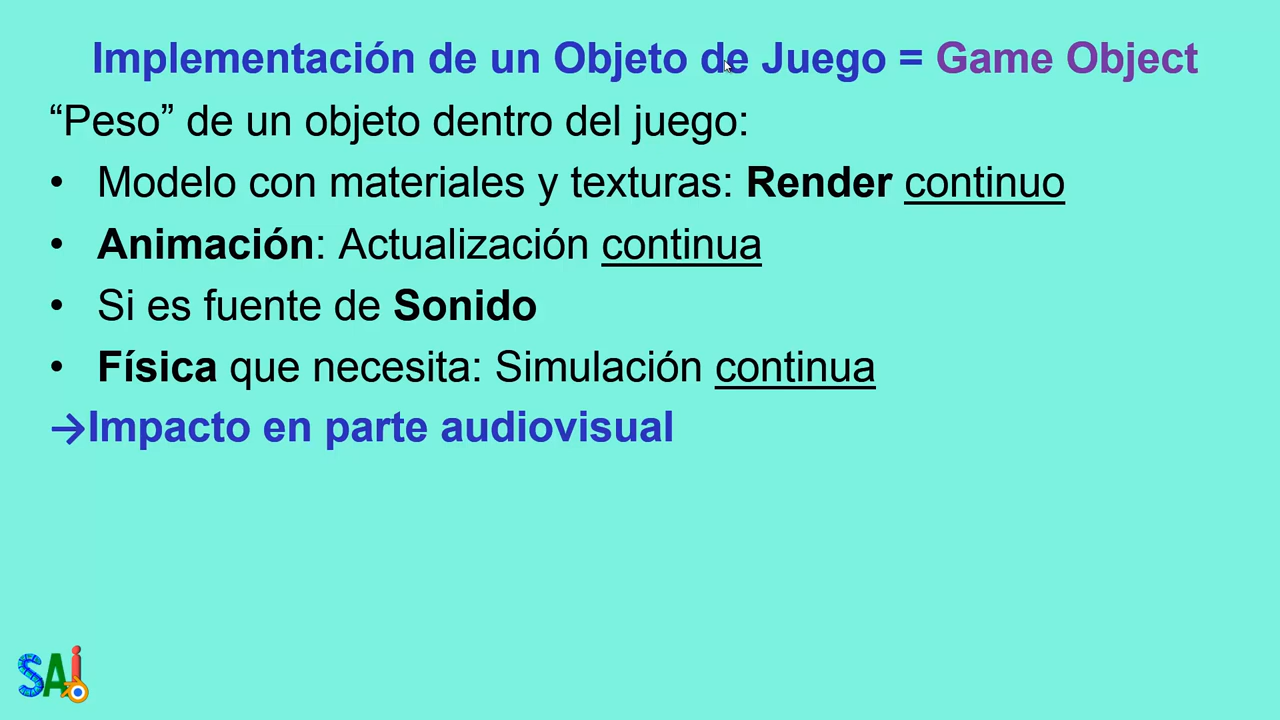 Implementación de un Objeto de Juego = Game Object
“Peso” de un objeto dentro del juego:
• Modelo con materiales y texturas: Render continuo
• Animación: Actualización continua
• Si es fuente de Sonido
• Física que necesita: Simulación continua
→Impacto en parte audiovisual
SAI